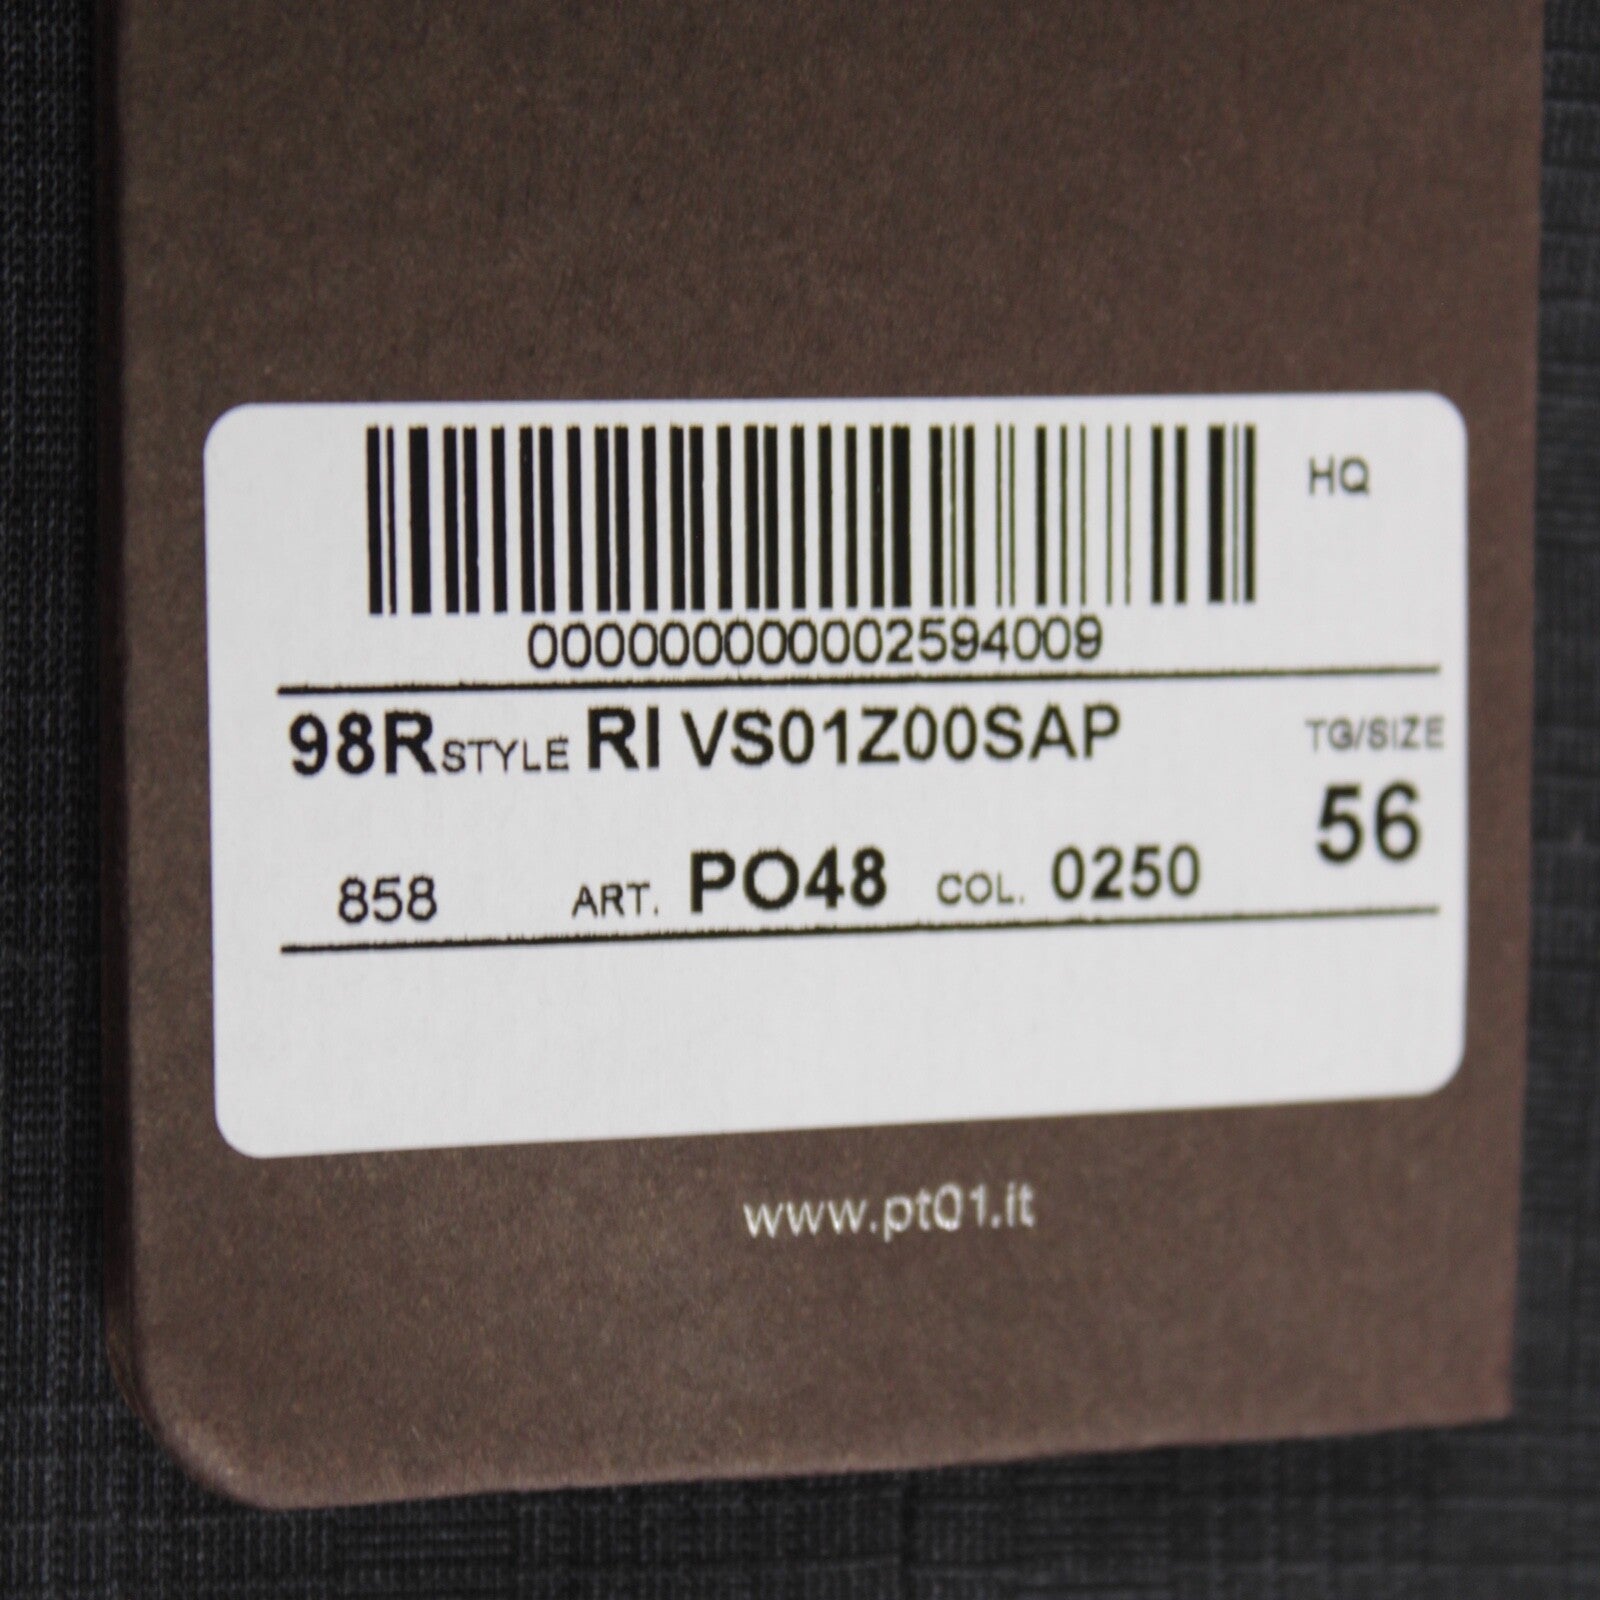 HQ
0000000000002594009
98R STYLE RI VS01Z00SAP
TG/SIZE
56
858 ART. PO48 COL. 0250
www.pt01.it